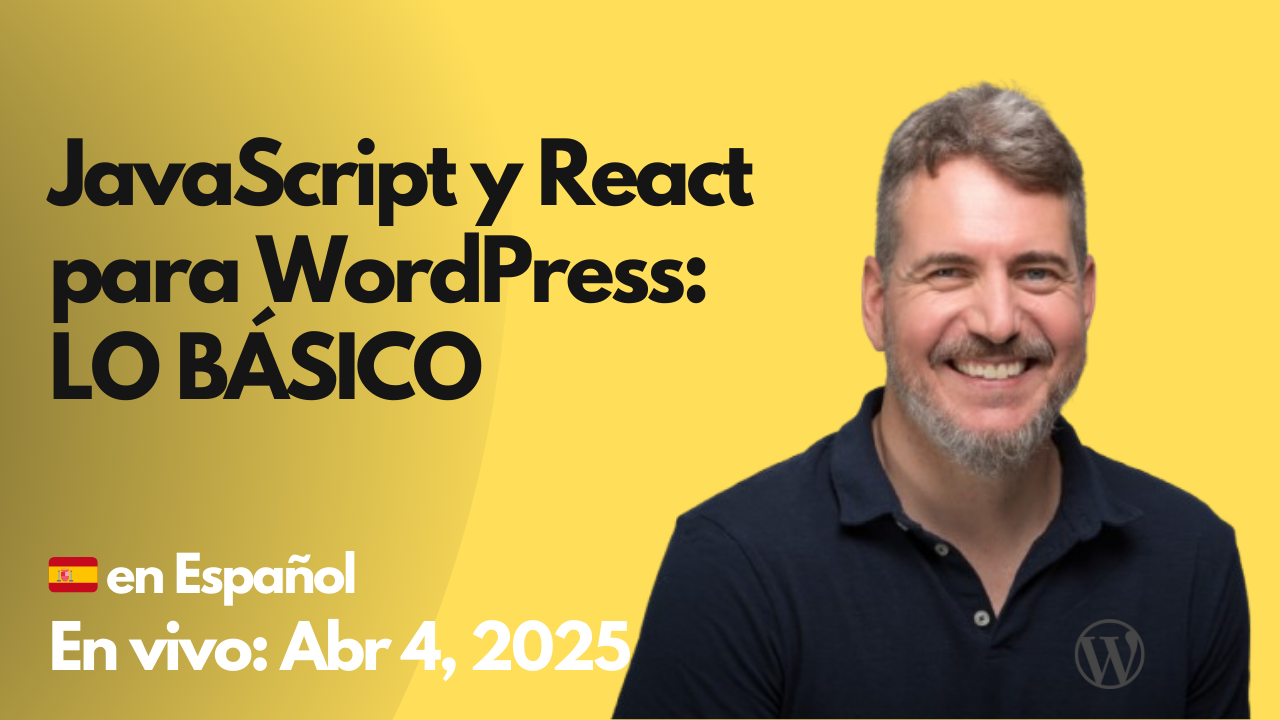 JavaScript y React
para WordPress:
LO BÁSICO
en Español
En vivo: Abr 4, 2025